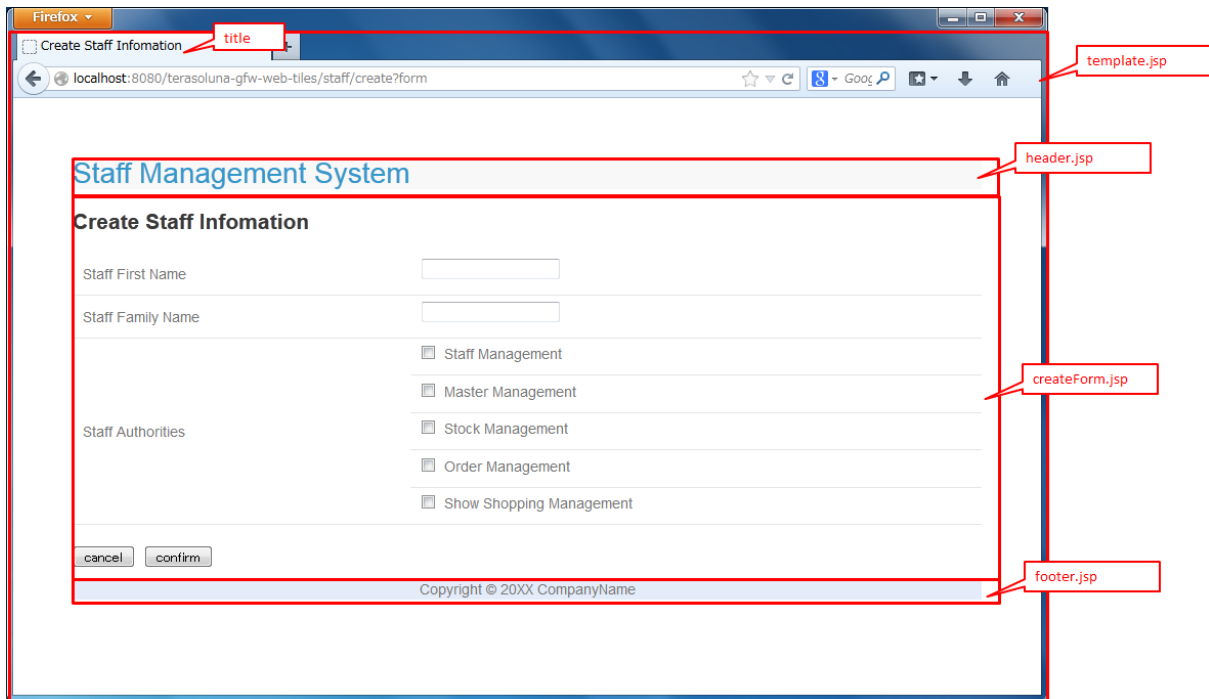 Firefox
title
Create Staff Infomation
template.jsp
localhost:8080/terasoluna-gfw-web-tiles/staff/create?form
8 - Goog
header.jsp
Staff Management System
Create Staff Infomation
Staff First Name
Staff Family Name
Staff Management
createForm.jsp
Master Management
Stock Management
Staff Authorities
Order Management
Show Shopping Management
cancel confirm
footer.jsp
Copyright © 20XX CompanyName